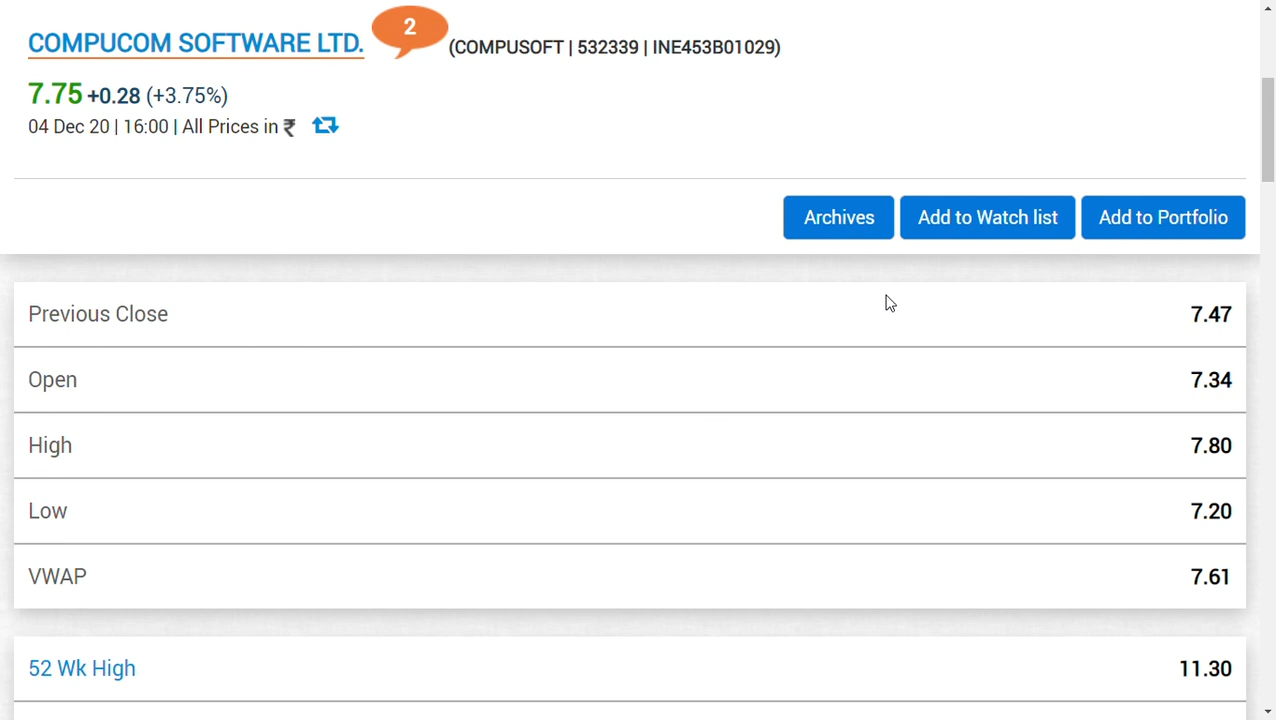 COMPUCOM SOFTWARE LTD. 2 (COMPUSOFT | 532339 | INE453B01029)
7.75 +0.28 (+3.75%)
04 Dec 20 | 16:00 | All Prices in ₹
Archives Add to Watch list Add to Portfolio
Previous Close 7.47
Open 7.34
High 7.80
Low 7.20
VWAP 7.61
52 Wk High 11.30